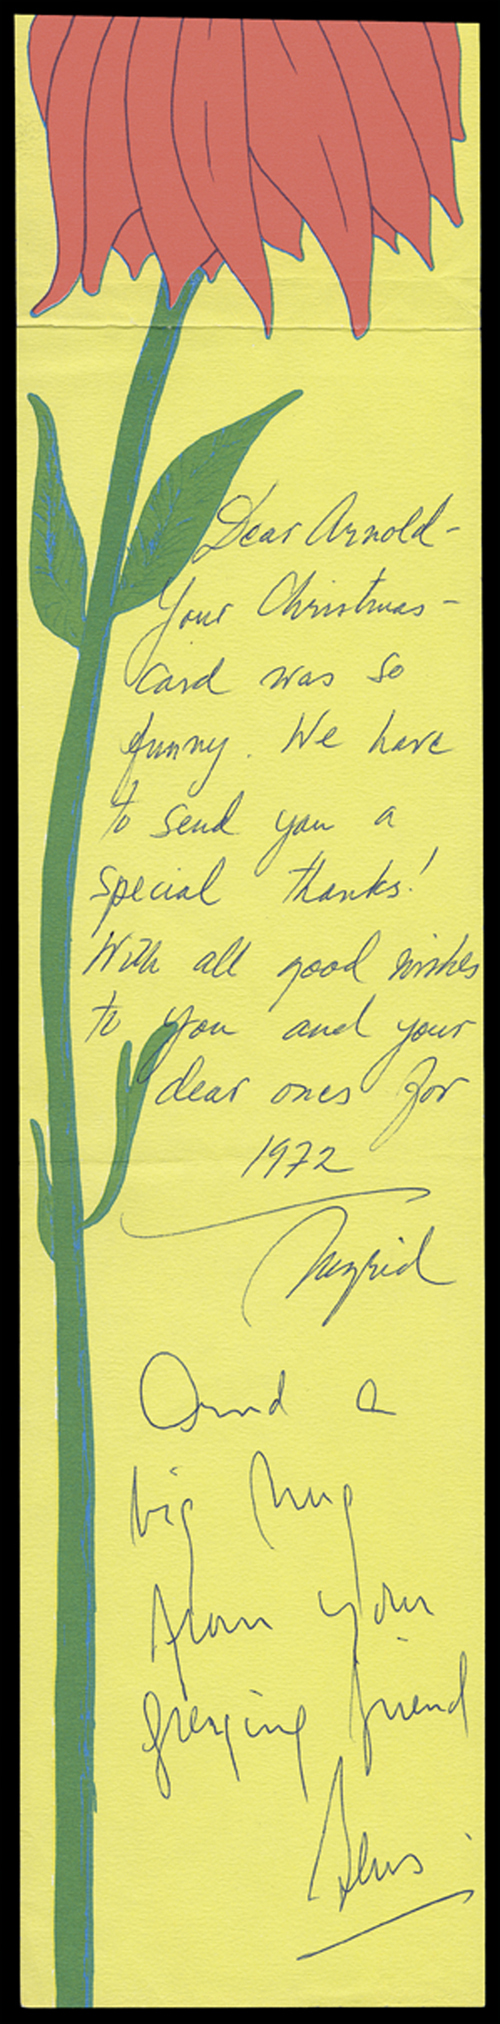 Dear Arnold -
Your Christmas -
card was so
funny. We have
to send you a
special thanks!
With all good wishes
to you and your
dear ones for
1972
Ingrid
And a
big hug
from your
friend